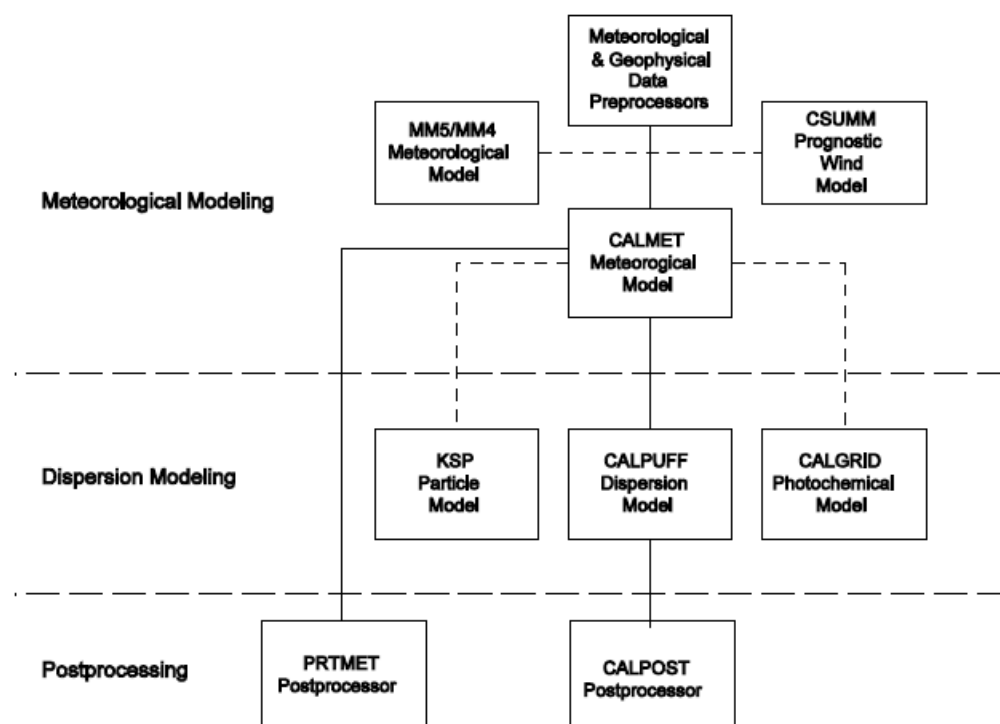 Meteorological
& Geophysical
Data
Preprocessors
MM5/MM4
Meteorological
Model
CSUMM
Prognostic
Wind
Model
Meteorological Modeling
CALMET
Meteorogical
Model
Dispersion Modeling
KSP
Particle
Model
CALPUFF
Dispersion
Model
CALGRID
Photochemical
Model
Postprocessing
PRTMET
Postprocessor
CALPOST
Postprocessor